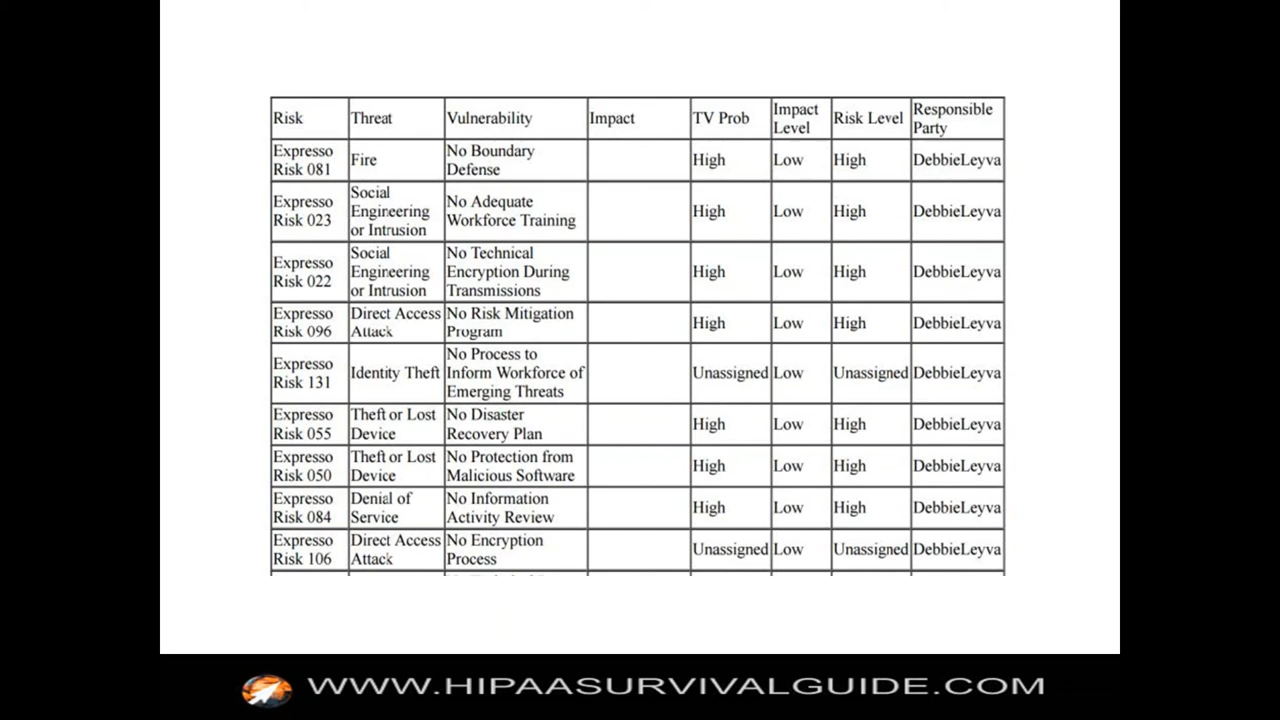 Risk Threat Vulnerability Impact TV Prob Impact Level Risk Level Responsible Party
Expresso Risk 081 Fire No Boundary Defense High Low High DebbieLeyva
Expresso Risk 023 Social Engineering or Intrusion No Adequate Workforce Training High Low High DebbieLeyva
Expresso Risk 022 Social Engineering or Intrusion No Technical Encryption During Transmissions High Low High DebbieLeyva
Expresso Risk 096 Direct Access Attack No Risk Mitigation Program High Low High DebbieLeyva
Expresso Risk 131 Identity Theft No Process to Inform Workforce of Emerging Threats Unassigned Low Unassigned DebbieLeyva
Expresso Risk 055 Theft or Lost Device No Disaster Recovery Plan High Low High DebbieLeyva
Expresso Risk 050 Theft or Lost Device No Protection from Malicious Software High Low High DebbieLeyva
Expresso Risk 084 Denial of Service No Information Activity Review High Low High DebbieLeyva
Expresso Risk 106 Direct Access Attack No Encryption Process Unassigned Low Unassigned DebbieLeyva
WWW.HIPAASURVIVALGUIDE.COM